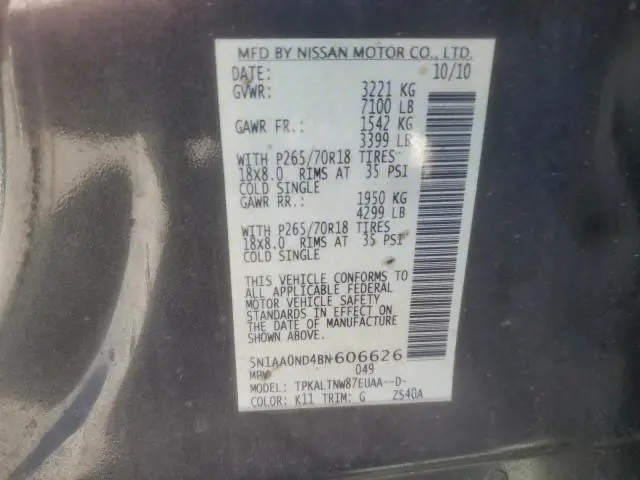 MFD BY NISSAN MOTOR CO., LTD.
DATE: 10/10
GVWR: 3221 KG
7100 LB
GAWR FR.: 1542 KG
3399 LB
WITH P265/70R18 TIRES
18X8.0 RIMS AT 35 PSI
COLD SINGLE
GAWR RR.: 1950 KG
4299 LB
WITH P265/70R18 TIRES
18X8.0 RIMS AT 35 PSI
COLD SINGLE
THIS VEHICLE CONFORMS TO
ALL APPLICABLE FEDERAL
MOTOR VEHICLE SAFETY
STANDARDS IN EFFECT ON
THE DATE OF MANUFACTURE
SHOWN ABOVE.
5N1AA0ND4BN606626
MPV 049
MODEL: TPKALTNW87EUAA--D-
COLOR: K11 TRIM: G ZS40A